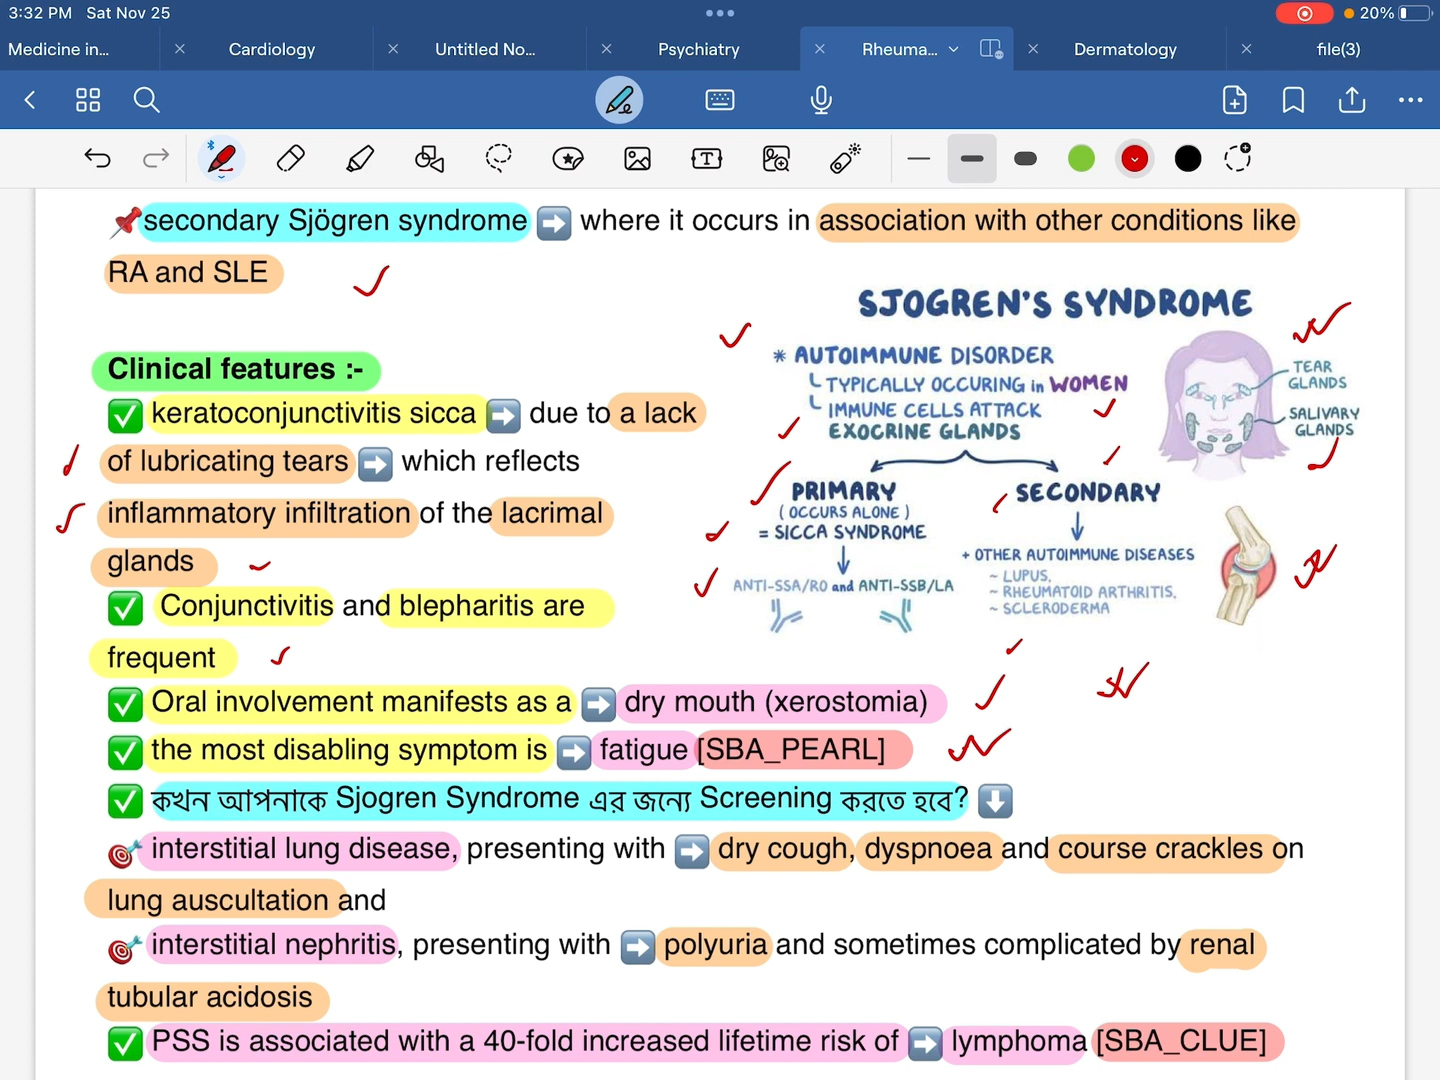 3:32 PM Sat Nov 25
20%
Medicine in...
Cardiology
Untitled No...
Psychiatry
Rheuma...
Dermatology
file(3)
secondary Sjögren syndrome ➡️ where it occurs in association with other conditions like
RA and SLE
SJOGREN'S SYNDROME
* AUTOIMMUNE DISORDER
TYPICALLY OCCURING in WOMEN
IMMUNE CELLS ATTACK
EXOCRINE GLANDS
TEAR
GLANDS
SALIVARY
GLANDS
PRIMARY
(OCCURS ALONE)
= SICCA SYNDROME
ANTI-SSA/RO and ANTI-SSB/LA
SECONDARY
+ OTHER AUTOIMMUNE DISEASES
~ LUPUS,
~ RHEUMATOID ARTHRITIS,
~ SCLERODERMA
Clinical features :-
✅ keratoconjunctivitis sicca ➡️ due to a lack
of lubricating tears ➡️ which reflects
inflammatory infiltration of the lacrimal
glands
✅ Conjunctivitis and blepharitis are
frequent
✅ Oral involvement manifests as a ➡️ dry mouth (xerostomia)
✅ the most disabling symptom is ➡️ fatigue [SBA_PEARL]
✅ কখন আপনাকে Sjogren Syndrome এর জন্যে Screening করতে হবে? ⬇️
🎯 interstitial lung disease, presenting with ➡️ dry cough, dyspnoea and course crackles on
lung auscultation and
🎯 interstitial nephritis, presenting with ➡️ polyuria and sometimes complicated by renal
tubular acidosis
✅ PSS is associated with a 40-fold increased lifetime risk of ➡️ lymphoma [SBA_CLUE]